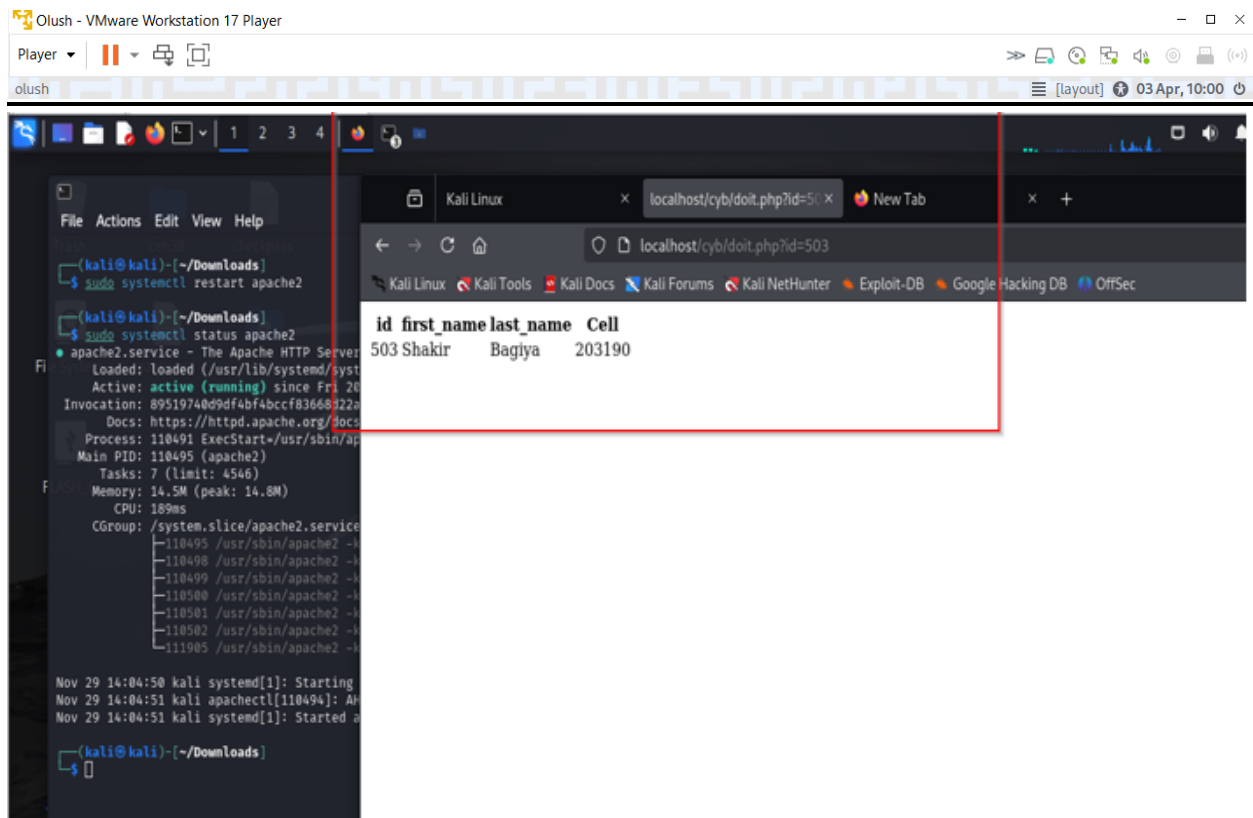 Olush - VMware Workstation 17 Player
Player
olush
[layout] 03 Apr, 10:00
1 2 3 4
File Actions Edit View Help
(kali㉿kali)-[~/Downloads]
$ sudo systemctl restart apache2
(kali㉿kali)-[~/Downloads]
$ sudo systemctl status apache2
● apache2.service - The Apache HTTP Server
Loaded: loaded (/usr/lib/systemd/syst
Active: active (running) since Fri 20
Invocation: 89519740d9df4bf4bccf83668d22a
Docs: https://httpd.apache.org/docs
Process: 110491 ExecStart=/usr/sbin/ap
Main PID: 110495 (apache2)
Tasks: 7 (limit: 4546)
Memory: 14.5M (peak: 14.8M)
CPU: 189ms
CGroup: /system.slice/apache2.service
├─110495 /usr/sbin/apache2 -k
├─110498 /usr/sbin/apache2 -k
├─110499 /usr/sbin/apache2 -k
├─110500 /usr/sbin/apache2 -k
├─110501 /usr/sbin/apache2 -k
├─110502 /usr/sbin/apache2 -k
└─111905 /usr/sbin/apache2 -k
Nov 29 14:04:50 kali systemd[1]: Starting
Nov 29 14:04:51 kali apachectl[110494]: AH
Nov 29 14:04:51 kali systemd[1]: Started a
(kali㉿kali)-[~/Downloads]
$
Kali Linux
localhost/cyb/doit.php?id=50
New Tab
localhost/cyb/doit.php?id=503
Kali Linux Kali Tools Kali Docs Kali Forums Kali NetHunter Exploit-DB Google Hacking DB OffSec
id first_name last_name Cell
503 Shakir Bagiya 203190